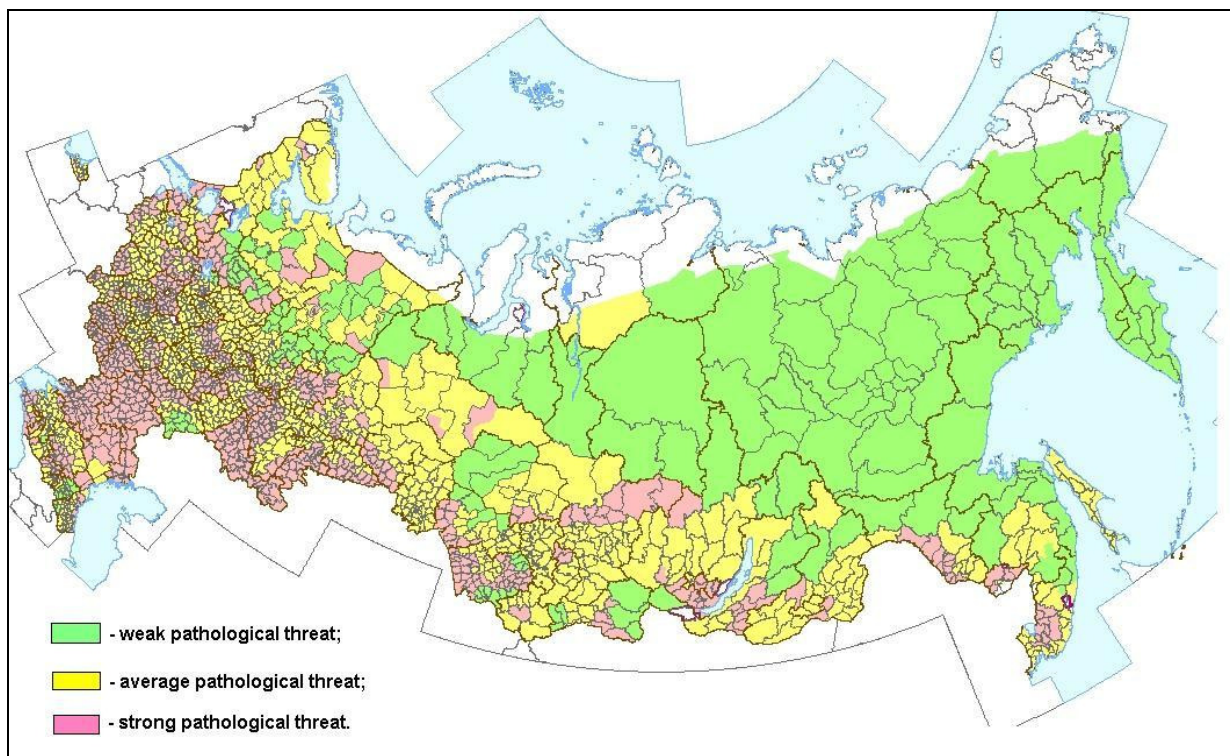 - weak pathological threat;
- average pathological threat;
- strong pathological threat.